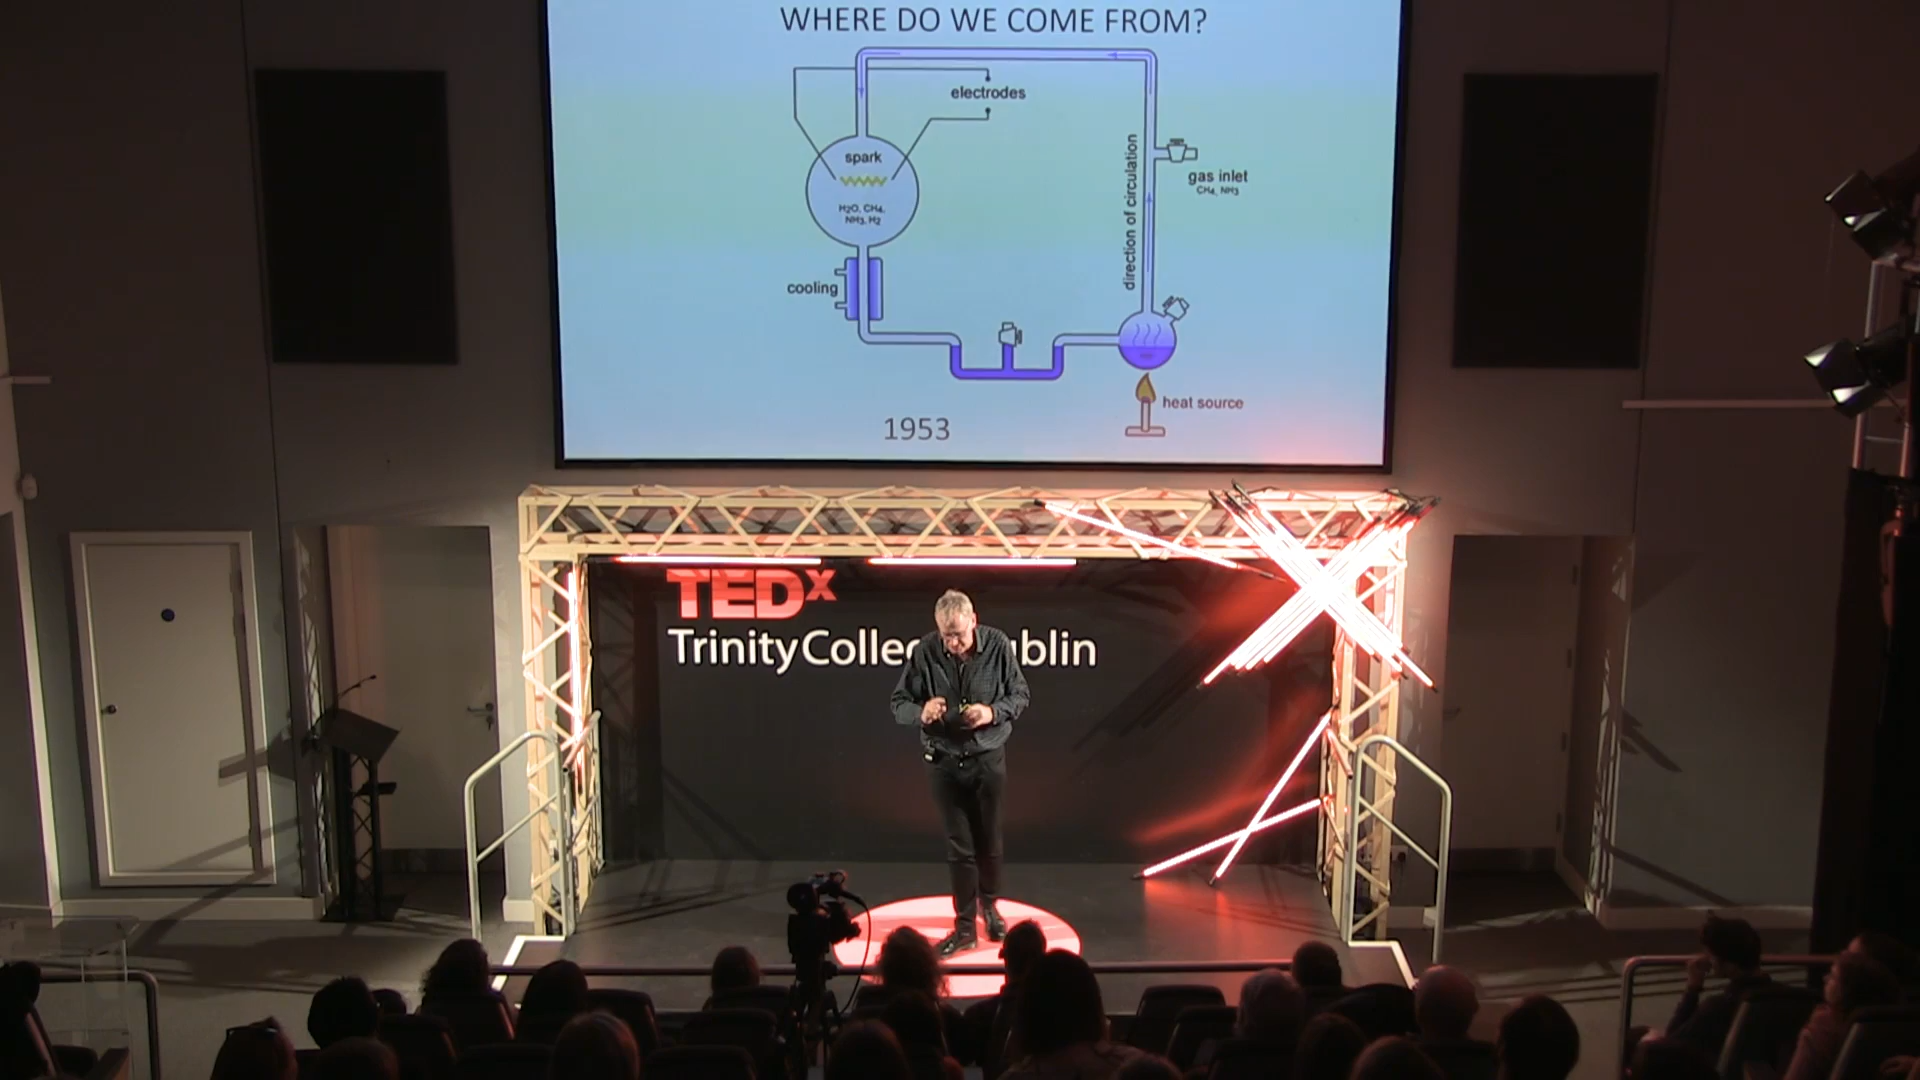 WHERE DO WE COME FROM?
electrodes
spark
H2O, CH4,
NH3, H2
direction of circulation
gas inlet
CH4, NH3
cooling
heat source
1953
TEDx
TrinityColle ublin